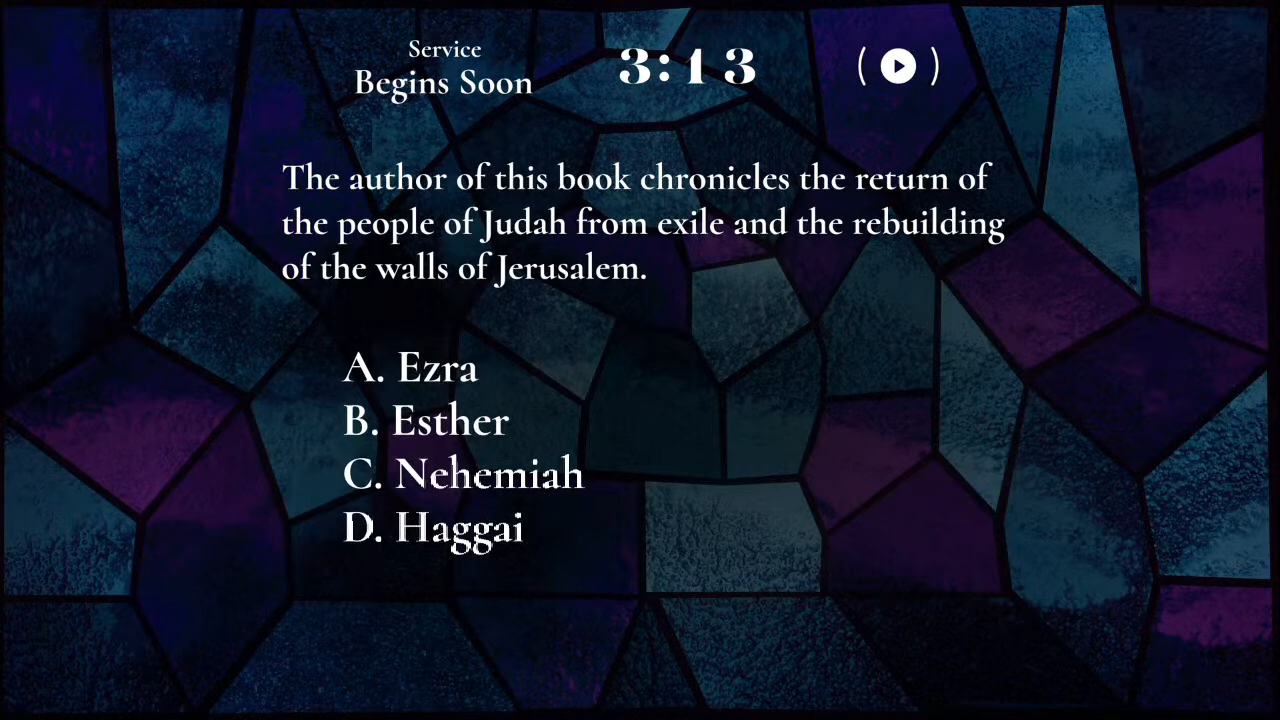 Service
Begins Soon
3:13
The author of this book chronicles the return of
the people of Judah from exile and the rebuilding
of the walls of Jerusalem.
A. Ezra
B. Esther
C. Nehemiah
D. Haggai